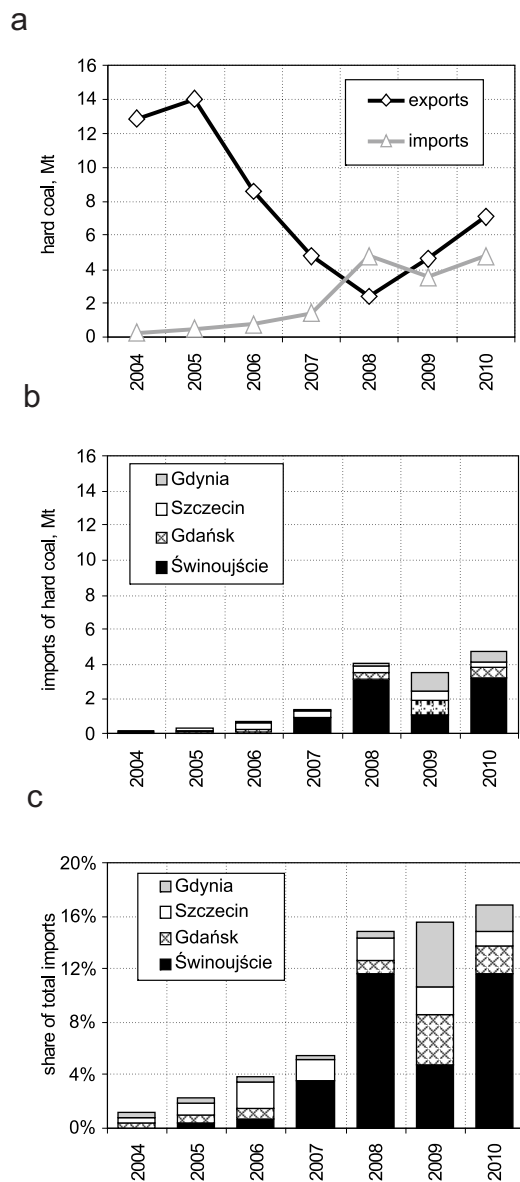 a
16
14
12
10
8
6
4
2
0
hard coal, Mt
exports
imports
2004 2005 2006 2007 2008 2009 2010
b
16
14
12
10
8
6
4
2
0
imports of hard coal, Mt
Gdynia
Szczecin
Gdańsk
Świnoujście
2004 2005 2006 2007 2008 2009 2010
c
20%
16%
12%
8%
4%
0%
share of total imports
Gdynia
Szczecin
Gdańsk
Świnoujście
2004 2005 2006 2007 2008 2009 2010